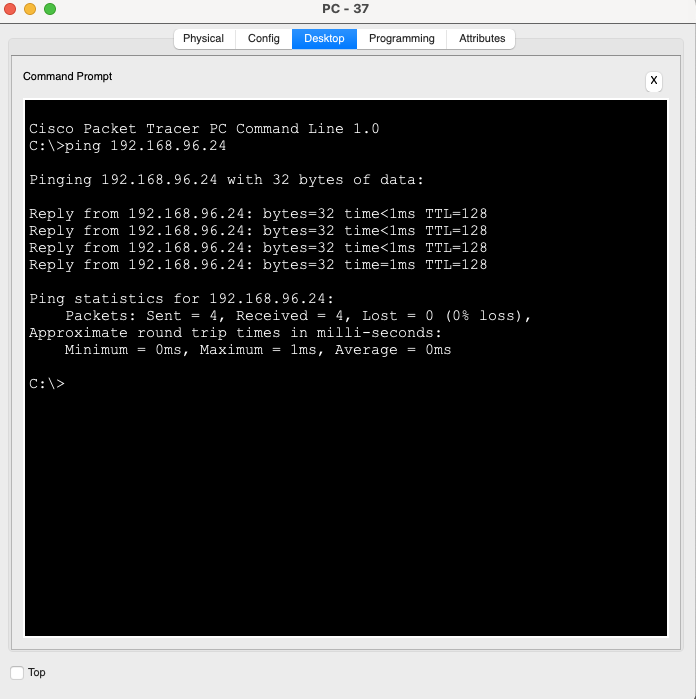 PC - 37
Physical Config Desktop Programming Attributes
Command Prompt
X
Cisco Packet Tracer PC Command Line 1.0
C:\>ping 192.168.96.24
Pinging 192.168.96.24 with 32 bytes of data:
Reply from 192.168.96.24: bytes=32 time<1ms TTL=128
Reply from 192.168.96.24: bytes=32 time<1ms TTL=128
Reply from 192.168.96.24: bytes=32 time<1ms TTL=128
Reply from 192.168.96.24: bytes=32 time=1ms TTL=128
Ping statistics for 192.168.96.24:
Packets: Sent = 4, Received = 4, Lost = 0 (0% loss),
Approximate round trip times in milli-seconds:
Minimum = 0ms, Maximum = 1ms, Average = 0ms
C:\>
Top